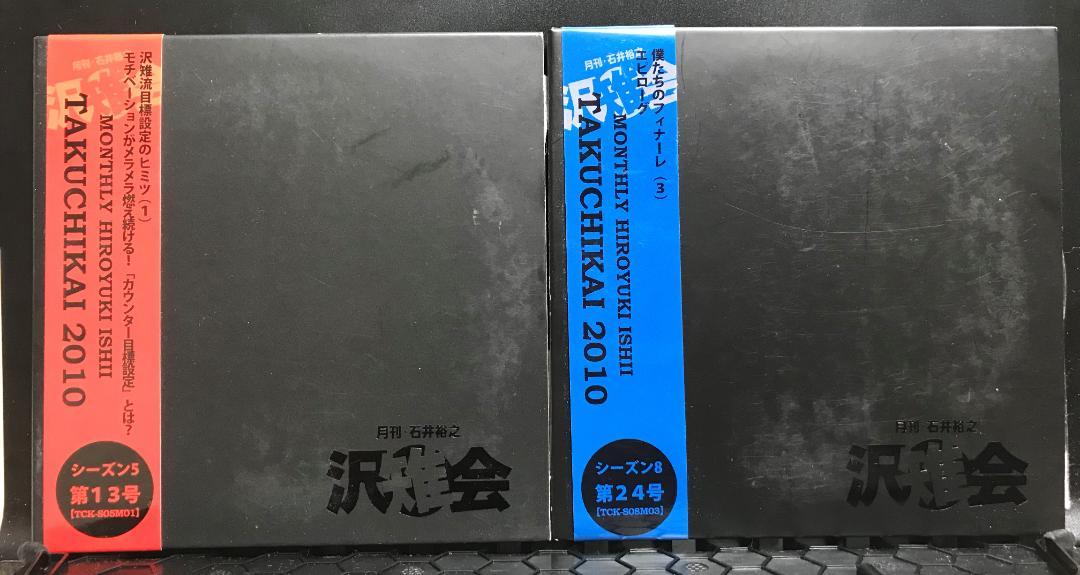 沢雉流目標設定のヒミツ(1)
モチベーションがメラメラ燃え続ける!「カウンター目標設定」とは?
月刊・石井裕之
沢雉
MONTHLY HIROYUKI ISHII
TAKUCHIKAI 2010
シーズン5
第13号
【TCK-S05M01】
月刊・石井裕之
沢雉会
僕たちのフィナーレ(3)
エピローグ
月刊・石井裕之
沢雉
MONTHLY HIROYUKI ISHII
TAKUCHIKAI 2010
シーズン8
第24号
【TCK-S08M03】
月刊・石井裕之
沢雉会